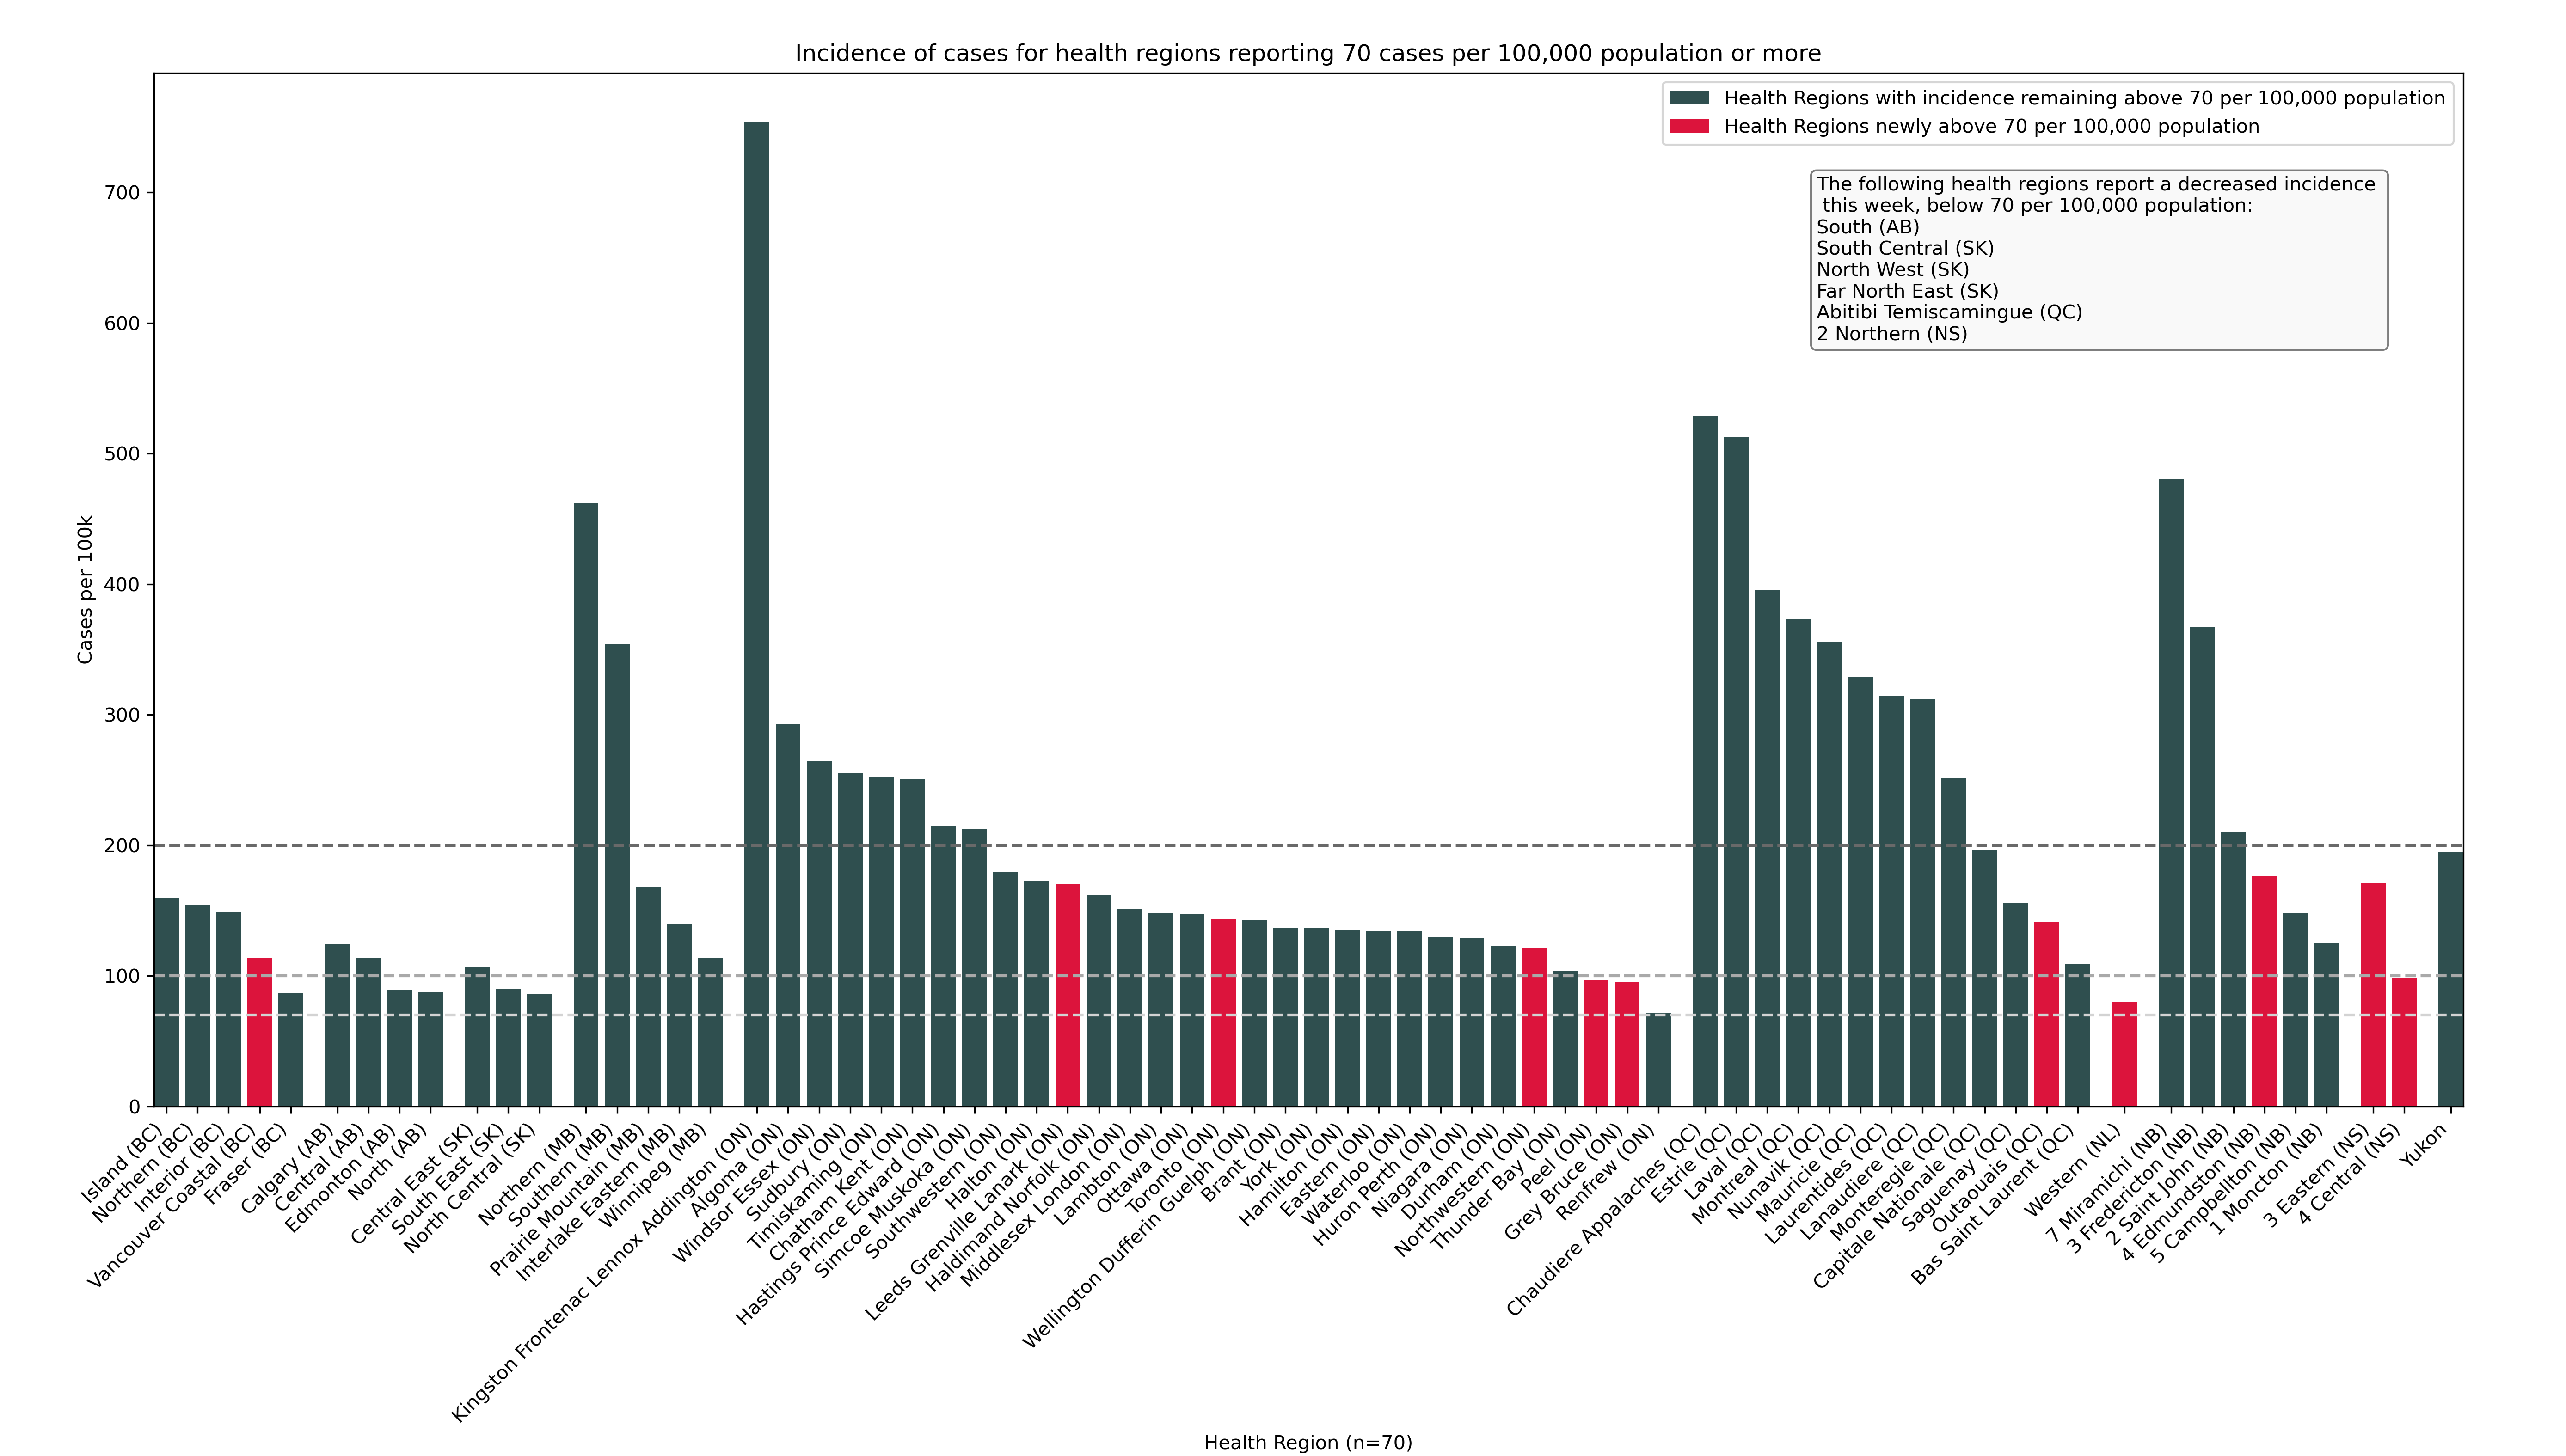 Incidence of cases for health regions reporting 70 cases per 100,000 population or more
Health Regions with incidence remaining above 70 per 100,000 population
Health Regions newly above 70 per 100,000 population
The following health regions report a decreased incidence
this week, below 70 per 100,000 population:
South (AB)
South Central (SK)
North West (SK)
Far North East (SK)
Abitibi Temiscamingue (QC)
2 Northern (NS)
Cases per 100k
700
600
500
400
300
200
100
0
Island (BC)
Northern (BC)
Interior (BC)
Vancouver Coastal (BC)
Fraser (BC)
Calgary (AB)
Central (AB)
Edmonton (AB)
North (AB)
Central East (SK)
South East (SK)
North Central (SK)
Northern (MB)
Southern (MB)
Prairie Mountain (MB)
Interlake Eastern (MB)
Winnipeg (MB)
Kingston Frontenac Lennox Addington (ON)
Algoma (ON)
Windsor Essex (ON)
Sudbury (ON)
Timiskaming (ON)
Chatham Kent (ON)
Hastings Prince Edward (ON)
Simcoe Muskoka (ON)
Southwestern (ON)
Halton (ON)
Leeds Grenville Lanark (ON)
Haldimand Norfolk (ON)
Middlesex London (ON)
Lambton (ON)
Ottawa (ON)
Toronto (ON)
Wellington Dufferin Guelph (ON)
Brant (ON)
York (ON)
Hamilton (ON)
Eastern (ON)
Waterloo (ON)
Huron Perth (ON)
Niagara (ON)
Durham (ON)
Northwestern (ON)
Thunder Bay (ON)
Peel (ON)
Grey Bruce (ON)
Renfrew (ON)
Chaudiere Appalaches (QC)
Estrie (QC)
Laval (QC)
Montreal (QC)
Nunavik (QC)
Mauricie (QC)
Laurentides (QC)
Lanaudiere (QC)
Monteregie (QC)
Capitale Nationale (QC)
Saguenay (QC)
Outaouais (QC)
Bas Saint Laurent (QC)
Western (NL)
7 Miramichi (NB)
3 Fredericton (NB)
2 Saint John (NB)
4 Edmundston (NB)
5 Campbellton (NB)
1 Moncton (NB)
3 Eastern (NS)
4 Central (NS)
Yukon
Health Region (n=70)